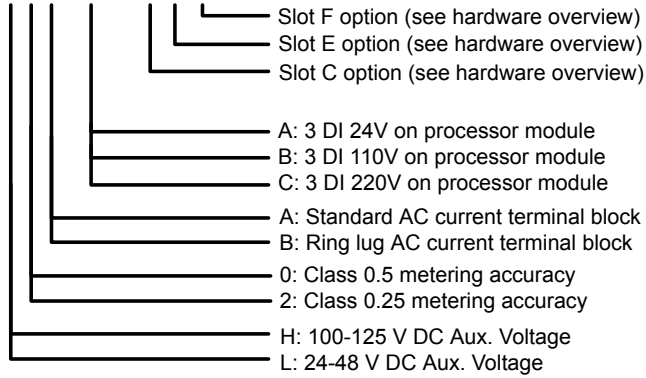 Slot F option (see hardware overview)
Slot E option (see hardware overview)
Slot C option (see hardware overview)
A: 3 DI 24V on processor module
B: 3 DI 110V on processor module
C: 3 DI 220V on processor module
A: Standard AC current terminal block
B: Ring lug AC current terminal block
0: Class 0.5 metering accuracy
2: Class 0.25 metering accuracy
H: 100-125 V DC Aux. Voltage
L: 24-48 V DC Aux. Voltage